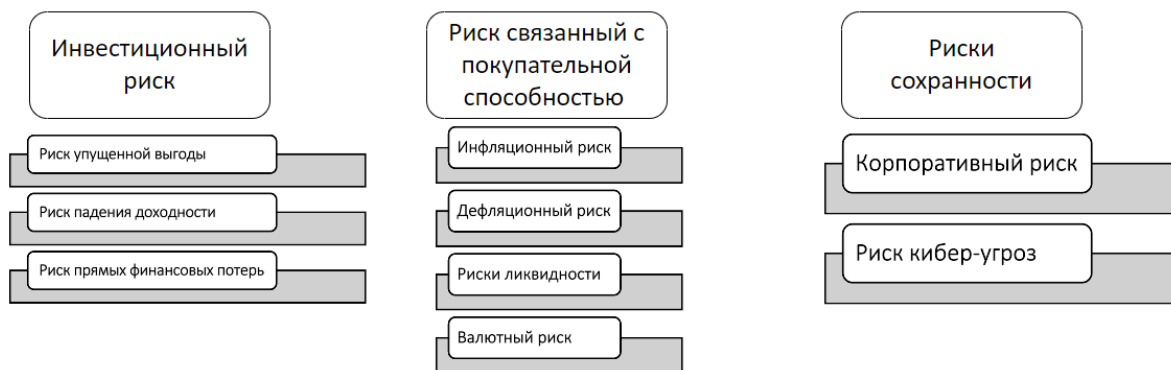 Инвестиционный
риск
Риск упущенной выгоды
Риск падения доходности
Риск прямых финансовых потерь
Риск связанный с
покупательной
способностью
Инфляционный риск
Дефляционный риск
Риски ликвидности
Валютный риск
Риски
сохранности
Корпоративный риск
Риск кибер-угроз